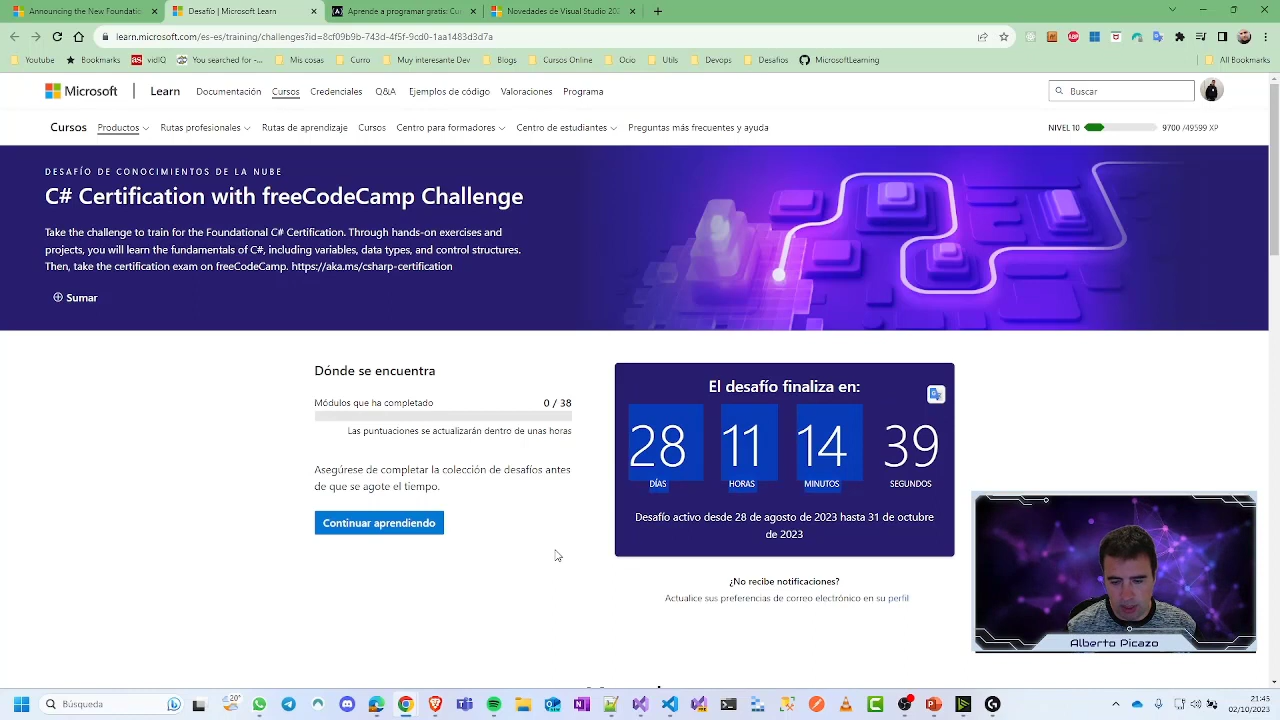 Announcing the New Foundatio
Desafío | Microsoft Learn
Aprende a programar gratis: Cur
Novedades de Visual Studio 202
learn.microsoft.com/es-es/training/challenges?id=8cf09b9b-743d-4f5f-9cd0-1aa1483d3d7a
Youtube
Bookmarks
vidIQ
You searched for -...
Mis cosas
Curro
Muy interesante Dev
Blogs
Cursos Online
Ocio
Utils
Devops
Desafios
MicrosoftLearning
All Bookmarks
Microsoft
Learn
Documentación
Cursos
Credenciales
Q&A
Ejemplos de código
Valoraciones
Programa
Buscar
Cursos
Productos
Rutas profesionales
Rutas de aprendizaje
Cursos
Centro para formadores
Centro de estudiantes
Preguntas más frecuentes y ayuda
NIVEL 10
9700 /49599 XP
DESAFÍO DE CONOCIMIENTOS DE LA NUBE
C# Certification with freeCodeCamp Challenge
Take the challenge to train for the Foundational C# Certification. Through hands-on exercises and
projects, you will learn the fundamentals of C#, including variables, data types, and control structures.
Then, take the certification exam on freeCodeCamp. https://aka.ms/csharp-certification
Sumar
Dónde se encuentra
Módulos que ha completado 0 / 38
Las puntuaciones se actualizarán dentro de unas horas
Asegúrese de completar la colección de desafíos antes
de que se agote el tiempo.
Continuar aprendiendo
El desafío finaliza en:
28 11 14 39
DÍAS HORAS MINUTOS SEGUNDOS
Desafío activo desde 28 de agosto de 2023 hasta 31 de octubre
de 2023
¿No recibe notificaciones?
Actualice sus preferencias de correo electrónico en su perfil
Alberto Picazo
Búsqueda
20°
21:45
02/10/2023